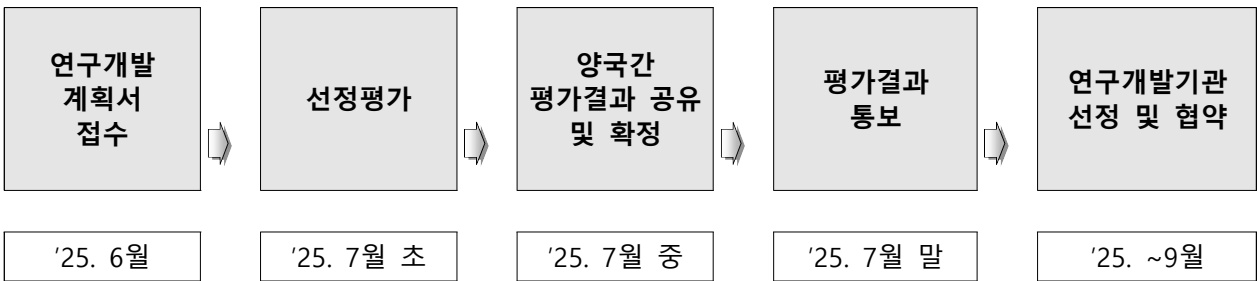 연구개발
계획서
접수
선정평가
양국간
평가결과 공유
및 확정
평가결과
통보
연구개발기관
선정 및 협약
'25. 6월
'25. 7월 초
'25. 7월 중
'25. 7월 말
'25. ~9월